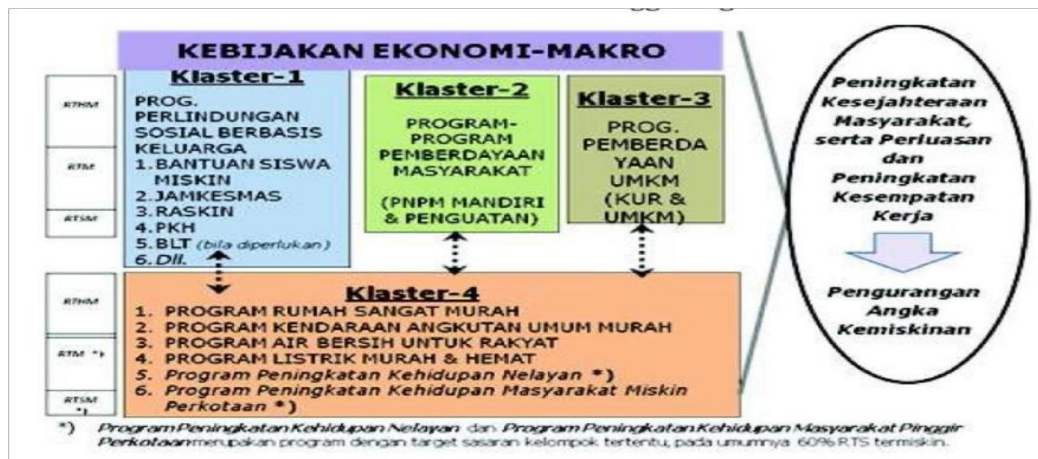 KEBIJAKAN EKONOMI-MAKRO
RTHM
RTM
RTSM
Klaster-1
PROG.
PERLINDUNGAN
SOSIAL BERBASIS
KELUARGA
1.BANTUAN SISWA
MISKIN
2.JAMKESMAS
3.RASKIN
4.PKH
5.BLT (bila diperlukan)
6.Dll.
Klaster-2
PROGRAM-
PROGRAM
PEMBERDAYAAN
MASYARAKAT
(PNPM MANDIRI
& PENGUATAN)
Klaster-3
PROG.
PEMBERDA
YAAN
UMKM
(KUR &
UMKM)
RTHM
RTM *)
RTSM
*)
Klaster-4
1. PROGRAM RUMAH SANGAT MURAH
2. PROGRAM KENDARAAN ANGKUTAN UMUM MURAH
3. PROGRAM AIR BERSIH UNTUK RAKYAT
4. PROGRAM LISTRIK MURAH & HEMAT
5. Program Peningkatan Kehidupan Nelayan *)
6. Program Peningkatan Kehidupan Masyarakat Miskin
Perkotaan *)
Peningkatan
Kesejahteraan
Masyarakat,
serta Perluasan
dan
Peningkatan
Kesempatan
Kerja
Pengurangan
Angka
Kemiskinan
*) Program Peningkatan Kehidupan Nelayan dan Program Peningkatan Kehidupan Masyarakat Pinggir
Perkotaan merupakan program dengan target sasaran kelompok tertentu, pada umumnya 60% RTS termiskin.